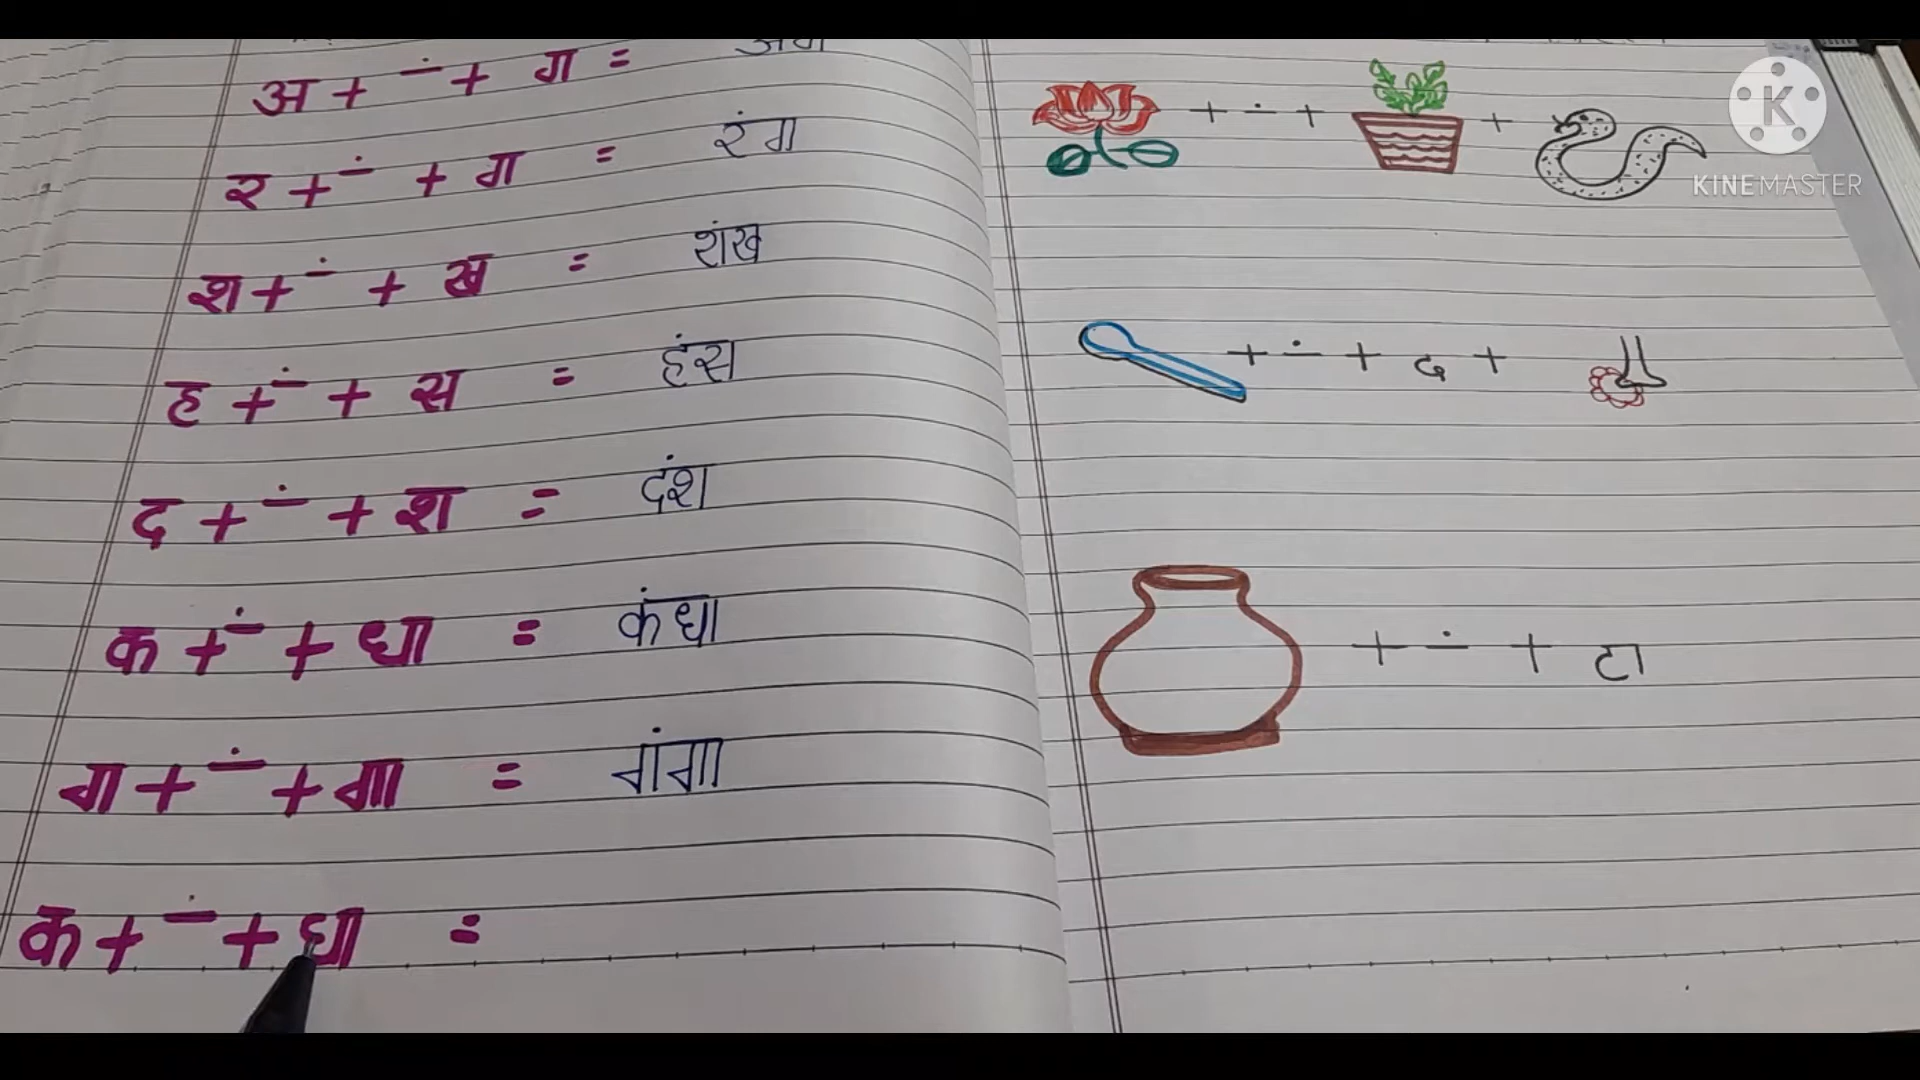 अ + ∸ + ग = अंग
र + ∸ + ग = रंग
श + ∸ + ख = शंख
ह + ∸ + स = हंस
द + ∸ + श = दंश
क + ∸ + धा = कंधा
ग + ∸ + गा = गंगा
क + ∸ + घा =
+ ∸ + +
+ ∸ + द +
+ ∸ + टा
K
KINEMASTER